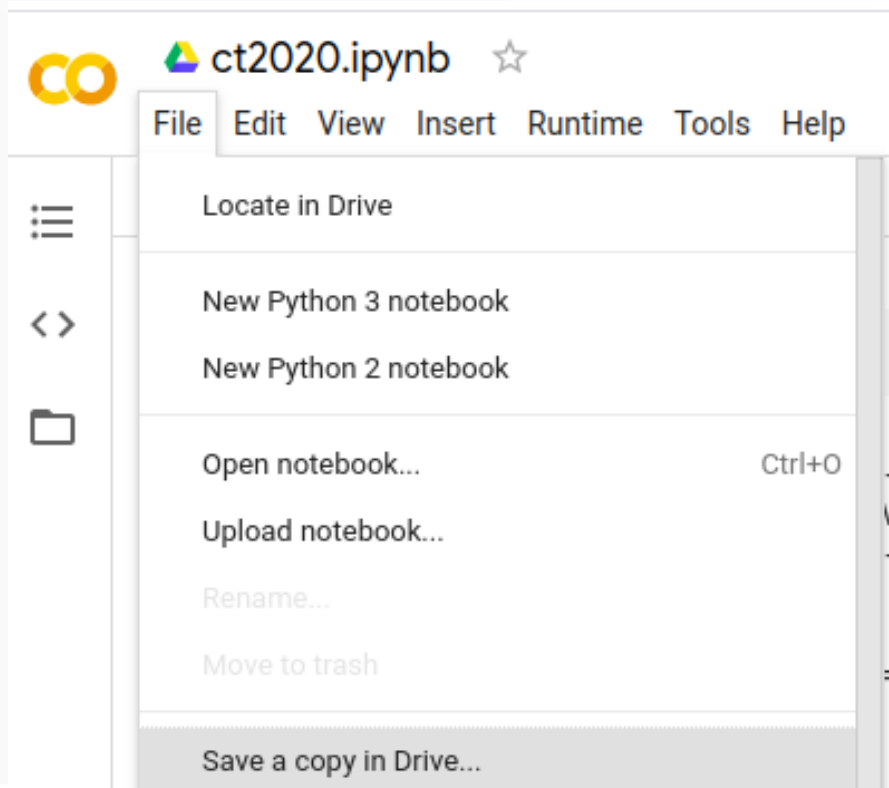 CO
ct2020.ipynb
File Edit View Insert Runtime Tools Help
Locate in Drive
New Python 3 notebook
New Python 2 notebook
Open notebook... Ctrl+O
Upload notebook...
Rename...
Move to trash
Save a copy in Drive...